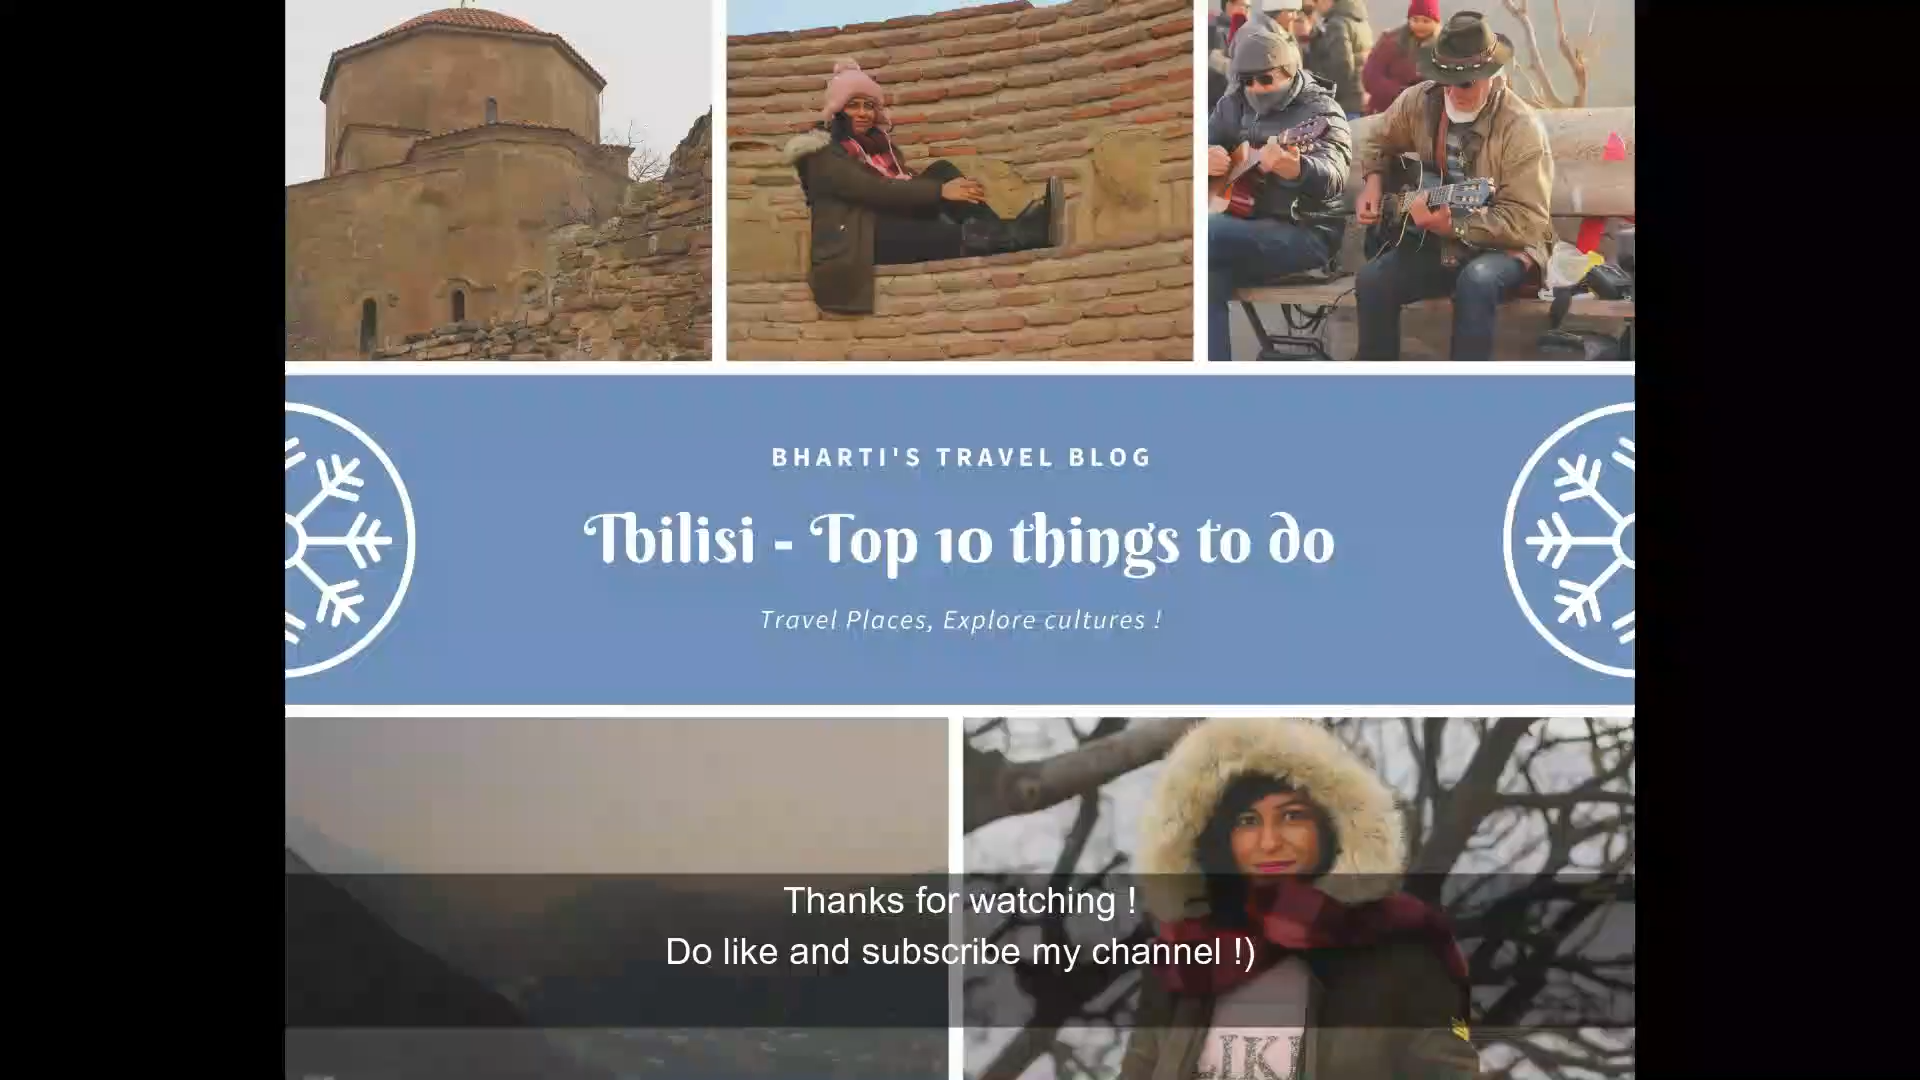 BHARTI'S TRAVEL BLOG
Tbilisi - Top 10 things to do
Travel Places, Explore cultures !
Thanks for watching !
Do like and subscribe my channel !)